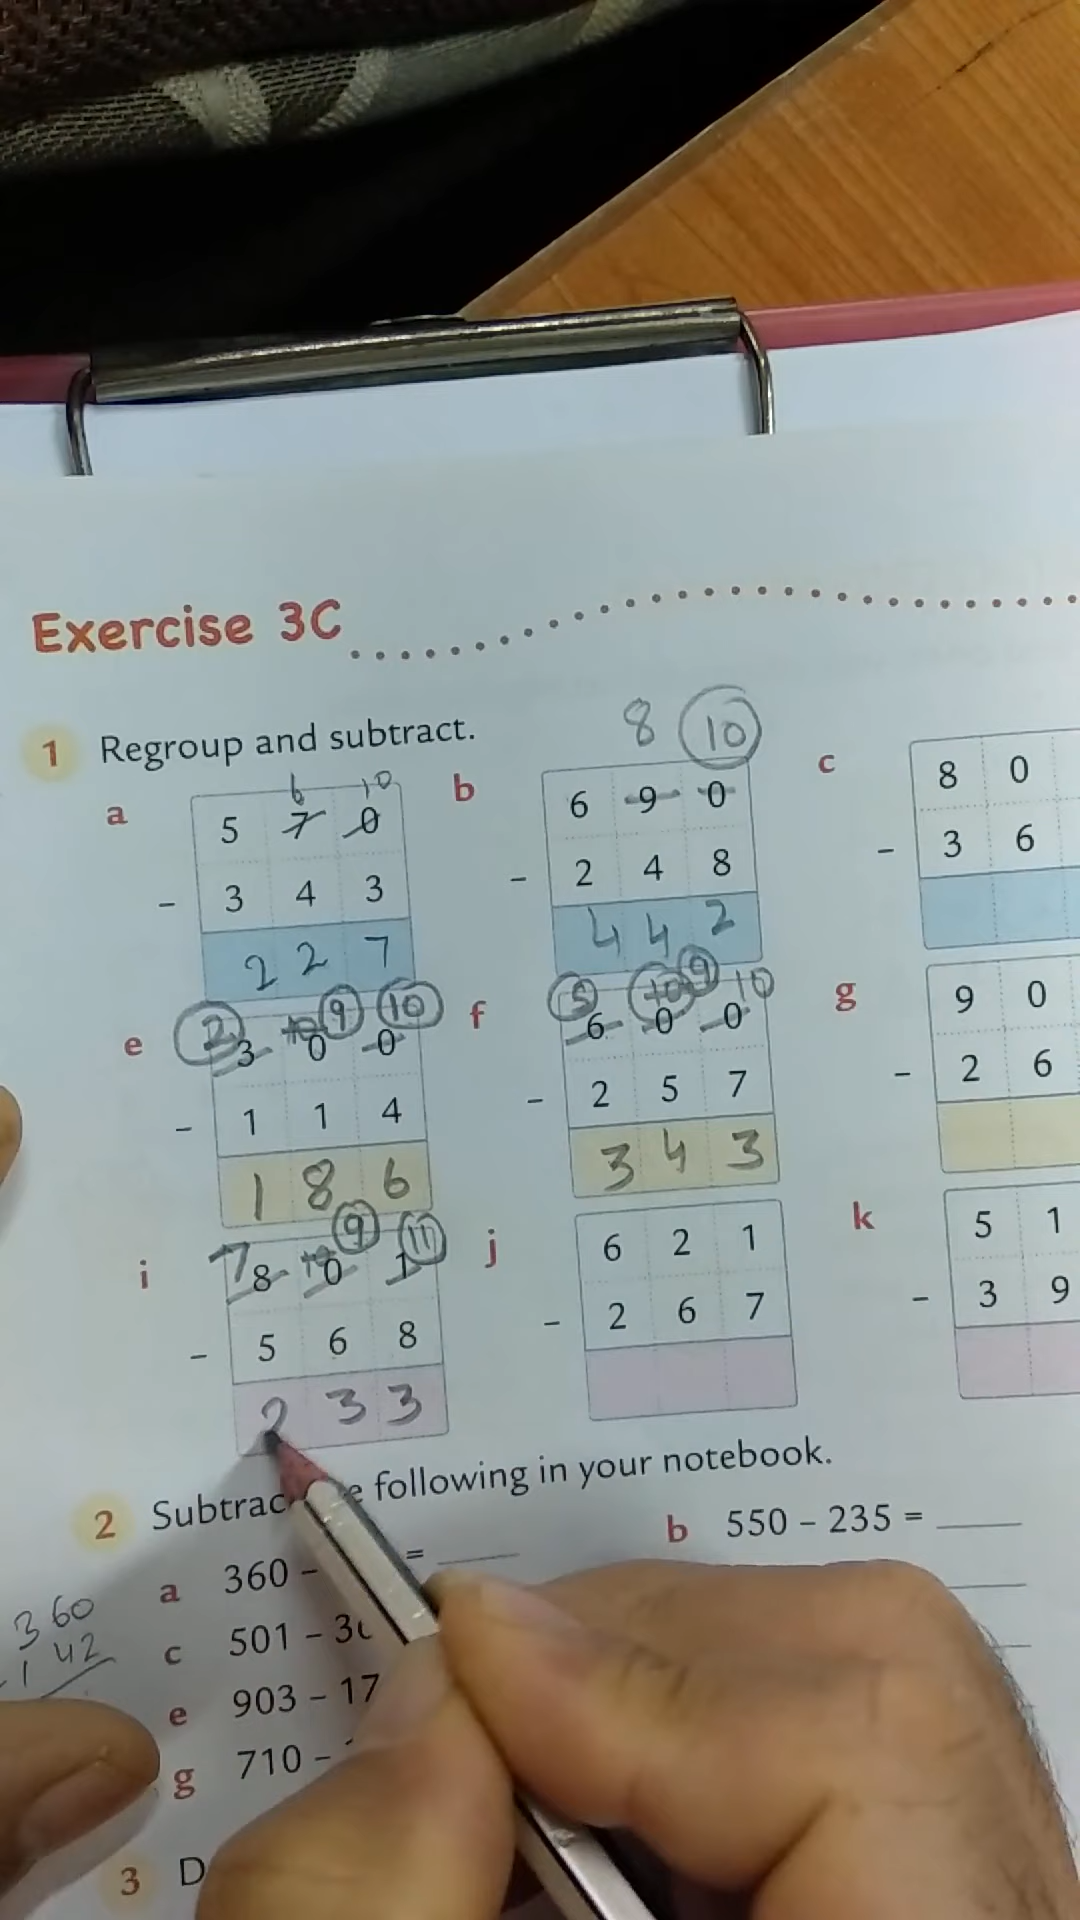 Exercise 3C
1 Regroup and subtract.
8 10
a b c
6 10
5 7 0
- 3 4 3
2 2 7
6 9 0
- 2 4 8
4 4 2
8 0
- 3 6
e f g
2 10 9 10
3 0 0
- 1 1 4
1 8 6
5 10 9 10
6 0 0
- 2 5 7
3 4 3
9 0
- 2 6
i j k
7 10 9 11
8 0 1
- 5 6 8
2 3 3
6 2 1
- 2 6 7
5 1
- 3 9
2 following in your notebook.
a 360 - = ____
b 550 - 235 = ____
c 501 -
e 903 - 17
g 710 -
360
- 142
3